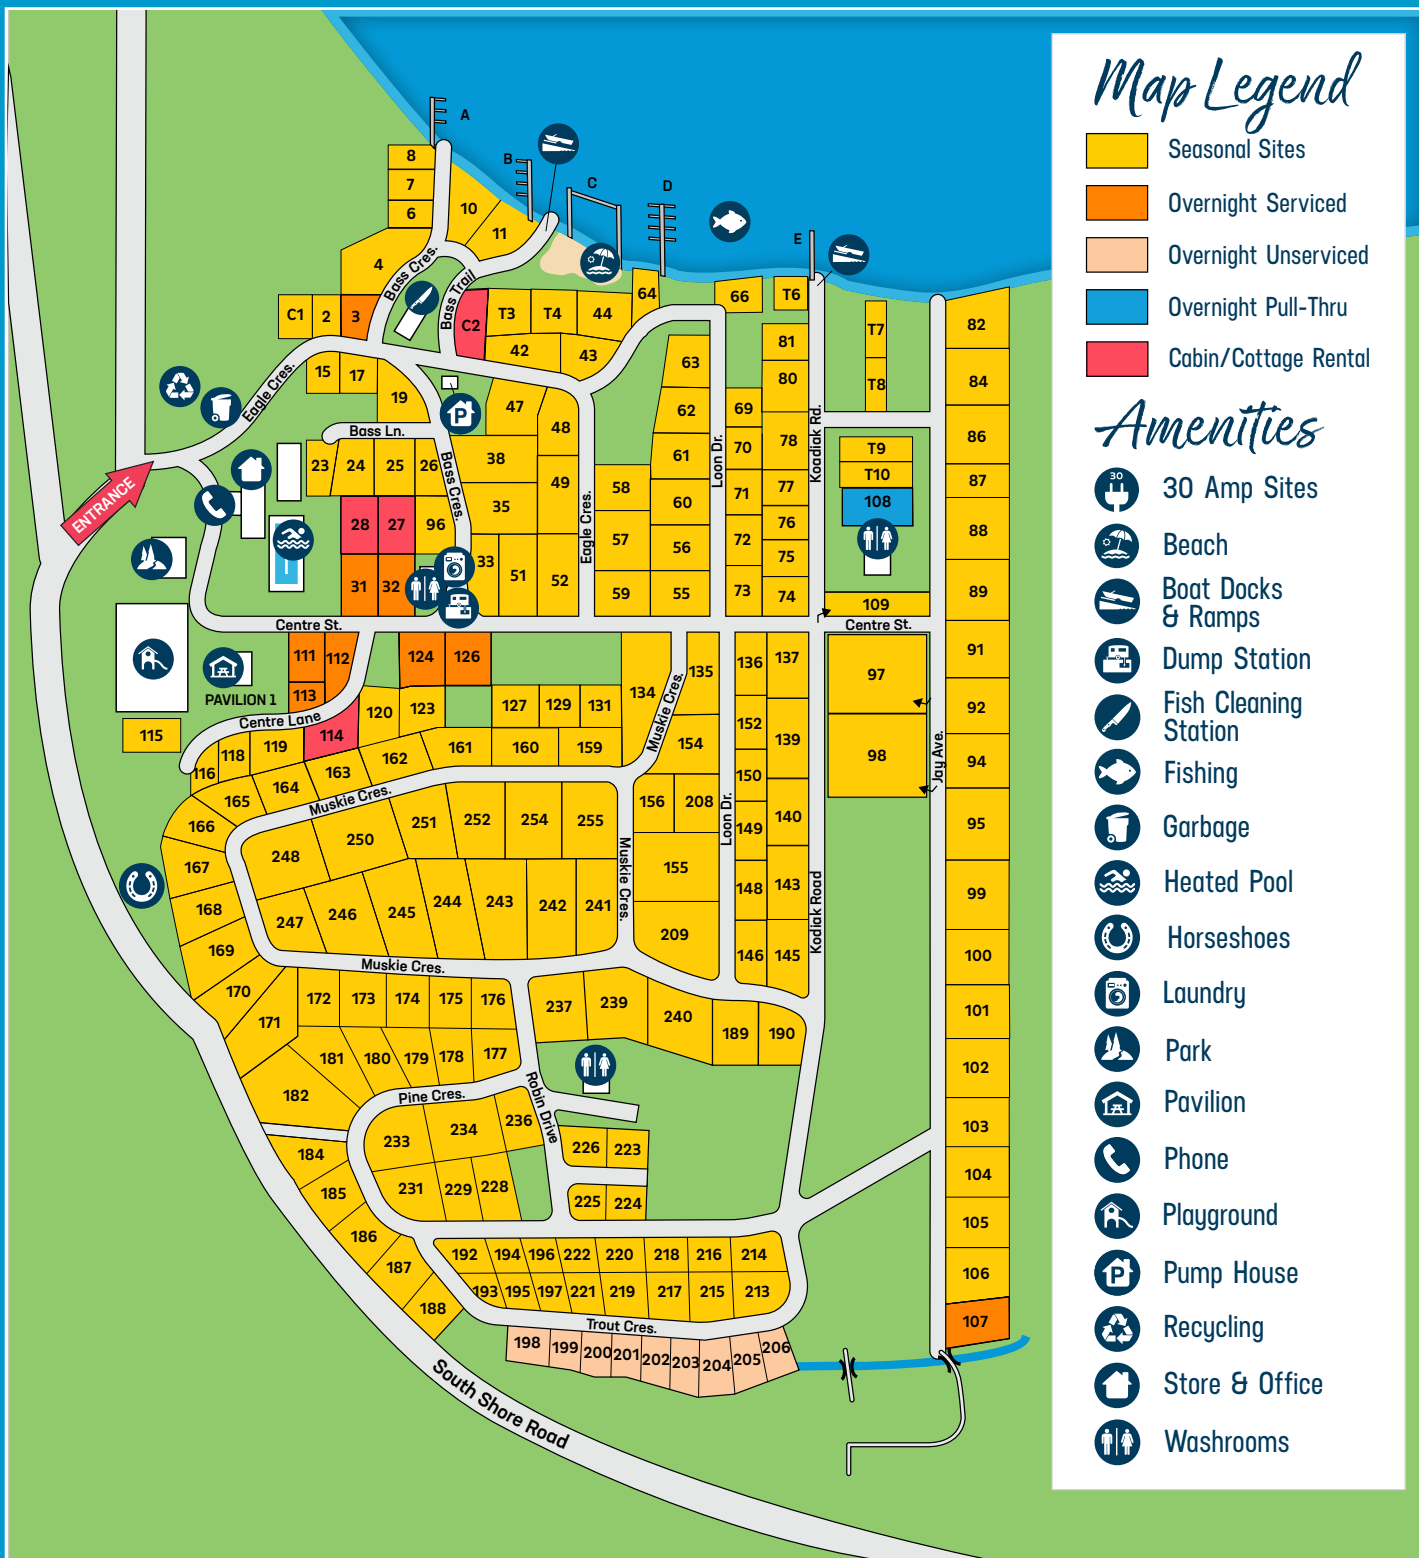 Map Legend
Seasonal Sites
Overnight Serviced
Overnight Unserviced
Overnight Pull-Thru
Cabin/Cottage Rental
Amenities
30
30 Amp Sites
Beach
Boat Docks
& Ramps
Dump Station
Fish Cleaning
Station
Fishing
Garbage
Heated Pool
Horseshoes
Laundry
Park
Pavilion
Phone
Playground
P
Pump House
Recycling
Store & Office
Washrooms
A
B
C
D
E
8
7
6
10
11
4
Bass Cres.
Bass Trail
C1
2
3
C2
T3
T4
44
64
66
T6
42
43
15
17
19
Eagle Cres.
P
47
48
63
62
61
81
80
T7
T8
82
84
86
87
88
89
Bass Ln.
23
24
25
26
38
35
49
Bass Cres.
28
27
96
31
32
33
51
52
Eagle Cres.
58
57
59
60
56
55
Loon Dr.
69
70
71
72
73
78
77
76
75
74
Koadiak Rd.
T9
T10
108
109
ENTRANCE
Centre St.
Centre St.
111
112
113
124
126
PAVILION 1
Centre Lane
115
114
116
118
119
120
123
127
129
131
134
135
Muskie Cres.
136
137
97
98
91
92
94
95
99
100
101
102
103
104
105
106
107
Jay Ave.
161
160
159
162
163
164
165
166
167
168
169
170
171
154
152
150
149
148
146
139
140
143
145
156
208
155
209
Loon Dr.
Kodiak Road
Muskie Cres.
Muskie Cres.
248
250
251
252
254
255
247
246
245
244
243
242
241
Muskie Cres.
172
173
174
175
176
237
239
240
189
190
181
180
179
178
177
182
Pine Cres.
Robin Drive
233
234
236
231
229
228
226
223
225
224
184
185
186
187
188
192
194
196
222
220
218
216
214
193
195
197
221
219
217
215
213
Trout Cres.
198
199
200
201
202
203
204
205
206
South Shore Road